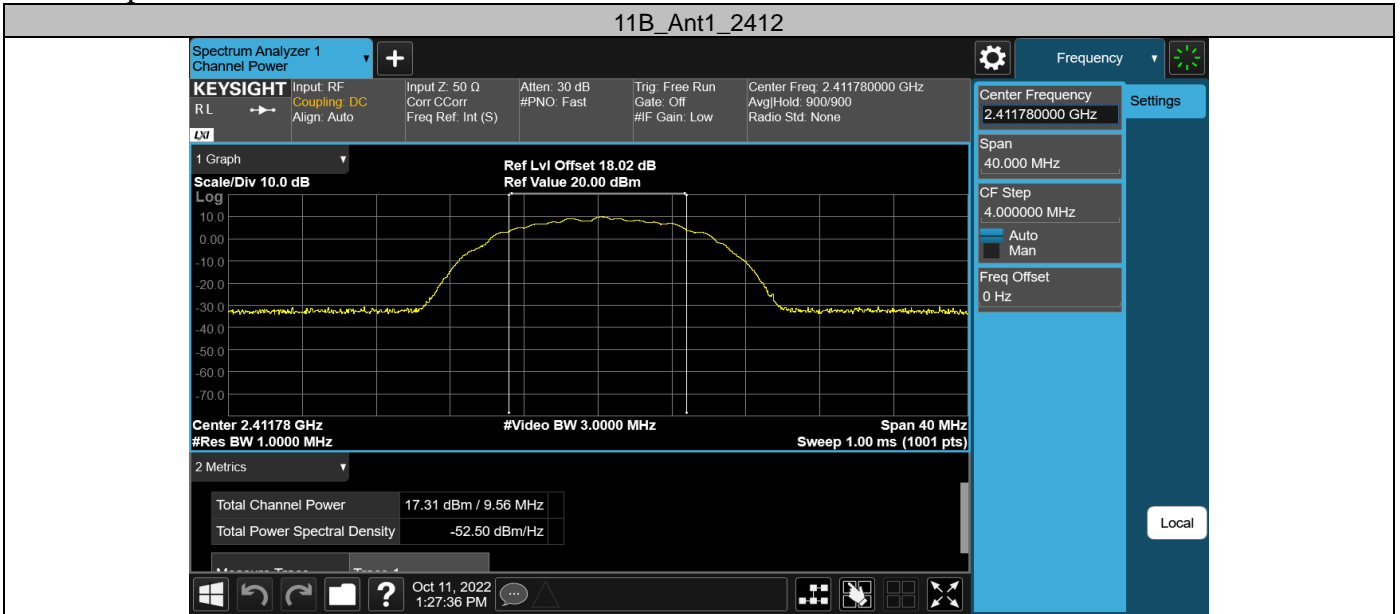 11B_Ant1_2412
Spectrum Analyzer 1
Channel Power
Frequency
KEYSIGHT
R L
LXI
Input: RF
Coupling: DC
Align: Auto
Input Z: 50 Ω
Corr CCorr
Freq Ref: Int (S)
Atten: 30 dB
#PNO: Fast
Trig: Free Run
Gate: Off
#IF Gain: Low
Center Freq: 2.411780000 GHz
Avg|Hold: 900/900
Radio Std: None
Center Frequency
2.411780000 GHz
Settings
Span
40.000 MHz
CF Step
4.000000 MHz
Auto
Man
Freq Offset
0 Hz
Local
1 Graph
Scale/Div 10.0 dB
Ref Lvl Offset 18.02 dB
Ref Value 20.00 dBm
Log
10.0
0.00
-10.0
-20.0
-30.0
-40.0
-50.0
-60.0
-70.0
Center 2.41178 GHz
#Video BW 3.0000 MHz
Span 40 MHz
#Res BW 1.0000 MHz
Sweep 1.00 ms (1001 pts)
2 Metrics
Total Channel Power 17.31 dBm / 9.56 MHz
Total Power Spectral Density -52.50 dBm/Hz
Measure Trace Trace 1
?
Oct 11, 2022
1:27:36 PM